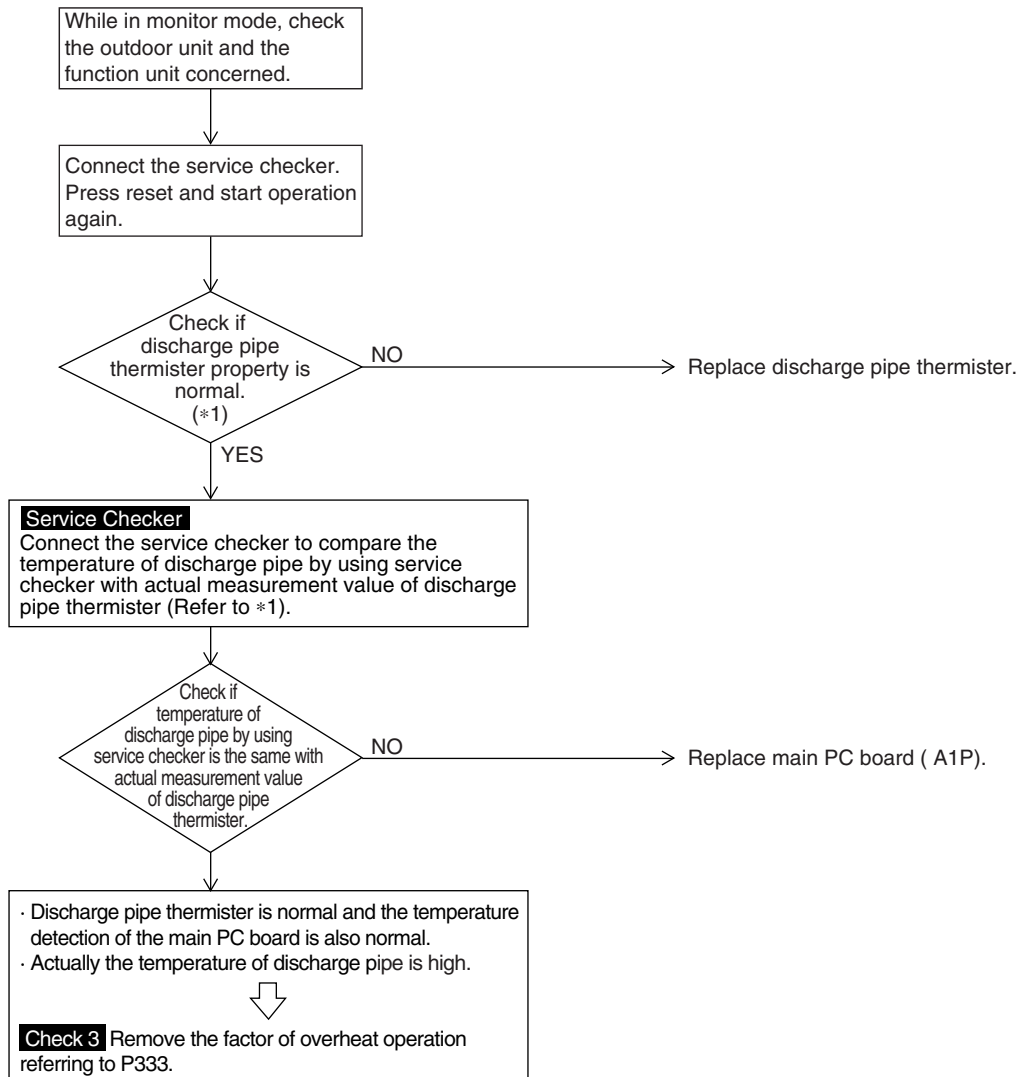 While in monitor mode, check
the outdoor unit and the
function unit concerned.
Connect the service checker.
Press reset and start operation
again.
Check if
discharge pipe
thermister property is
normal.
(*1)
NO
Replace discharge pipe thermister.
YES
Service Checker
Connect the service checker to compare the
temperature of discharge pipe by using service
checker with actual measurement value of discharge
pipe thermister (Refer to *1).
Check if
temperature of
discharge pipe by using
service checker is the same with
actual measurement value
of discharge pipe
thermister.
NO
Replace main PC board ( A1P).
· Discharge pipe thermister is normal and the temperature
detection of the main PC board is also normal.
· Actually the temperature of discharge pipe is high.
Check 3 Remove the factor of overheat operation
referring to P333.